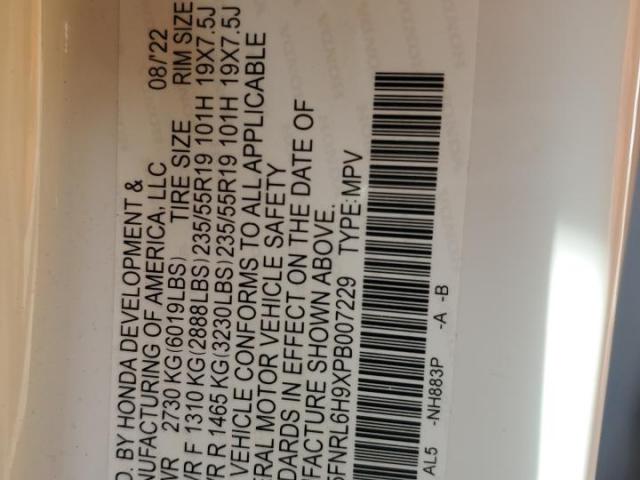 D. BY HONDA DEVELOPMENT &
NUFACTURING OF AMERICA, LLC 08/'22
VR 2730 KG(6019LBS) TIRE SIZE RIM SIZE
VR F 1310 KG(2888LBS)235/55R19 101H 19X7.5J
VR R 1465 KG(3230LBS)235/55R19 101H 19X7.5J
VEHICLE CONFORMS TO ALL APPLICABLE
ERAL MOTOR VEHICLE SAFETY
DARDS IN EFFECT ON THE DATE OF
FACTURE SHOWN ABOVE.
5FNRL6H9XPB007229 TYPE:MPV
AL5 -NH883P -A -B
HONDA